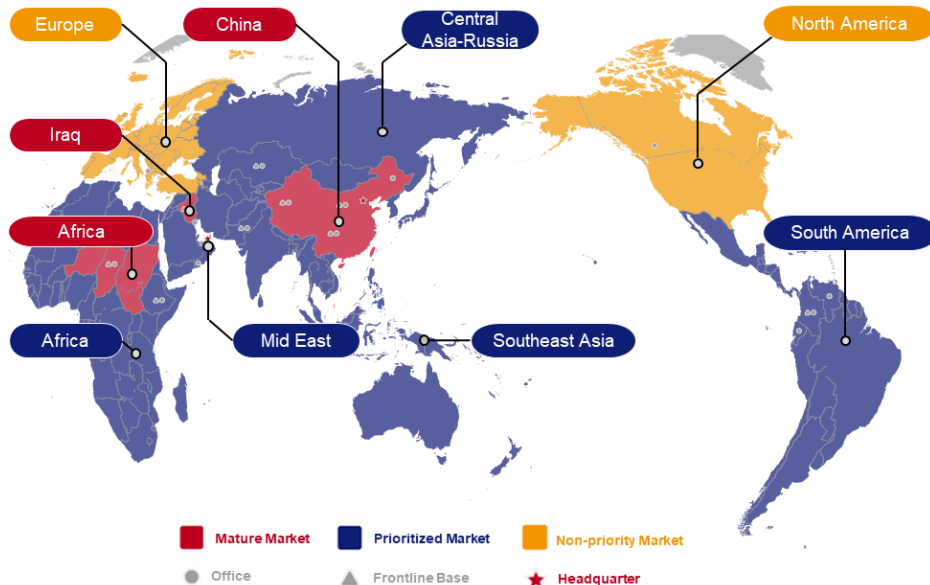 Europe
China
Central
Asia-Russia
North America
Iraq
Africa
South America
Africa
Mid East
Southeast Asia
Mature Market
Prioritized Market
Non-priority Market
Office
Frontline Base
Headquarter